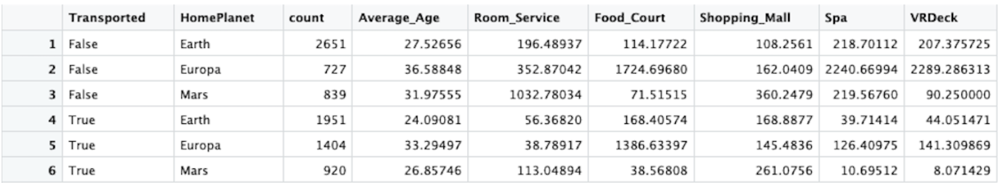 Transported HomePlanet count Average_Age Room_Service Food_Court Shopping_Mall Spa VRDeck
1 False Earth 2651 27.52656 196.48937 114.17722 108.2561 218.70112 207.375725
2 False Europa 727 36.58848 352.87042 1724.69680 162.0409 2240.66994 2289.286313
3 False Mars 839 31.97555 1032.78034 71.51515 360.2479 219.56760 90.250000
4 True Earth 1951 24.09081 56.36820 168.40574 168.8877 39.71414 44.051471
5 True Europa 1404 33.29497 38.78917 1386.63397 145.4836 126.40975 141.309869
6 True Mars 920 26.85746 113.04894 38.56808 261.0756 10.69512 8.071429